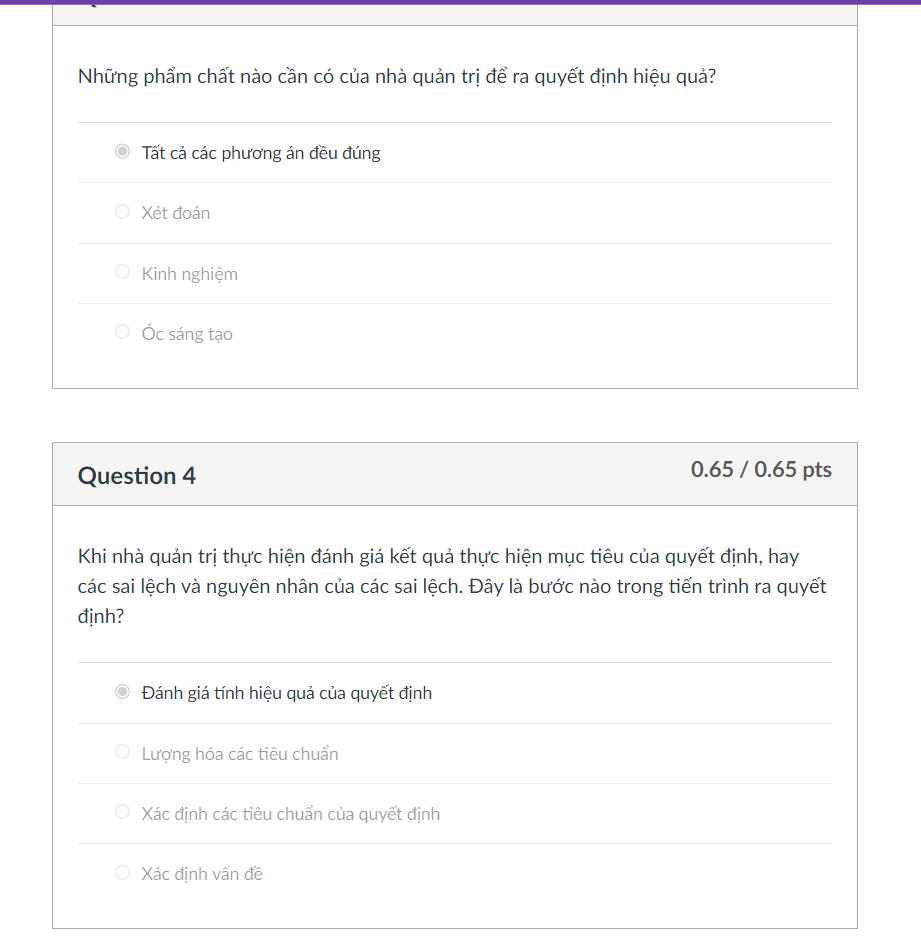 Những phẩm chất nào cần có của nhà quản trị để ra quyết định hiệu quả?
Tất cả các phương án đều đúng
Xét đoán
Kinh nghiệm
Óc sáng tạo
Question 4
0.65 / 0.65 pts
Khi nhà quản trị thực hiện đánh giá kết quả thực hiện mục tiêu của quyết định, hay
các sai lệch và nguyên nhân của các sai lệch. Đây là bước nào trong tiến trình ra quyết
định?
Đánh giá tính hiệu quả của quyết định
Lượng hóa các tiêu chuẩn
Xác định các tiêu chuẩn của quyết định
Xác định vấn đề